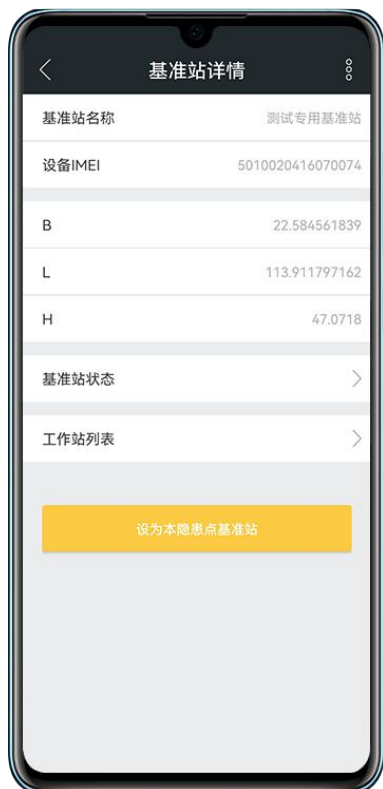 基准站详情
基准站名称 测试专用基准站
设备IMEI 5010020416070074
B 22.584561839
L 113.911797162
H 47.0718
基准站状态
工作站列表
设为本隐患点基准站